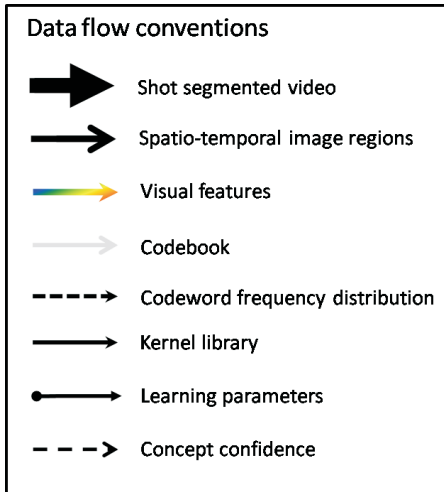 Data flow conventions
Shot segmented video
Spatio-temporal image regions
Visual features
Codebook
Codeword frequency distribution
Kernel library
Learning parameters
Concept confidence